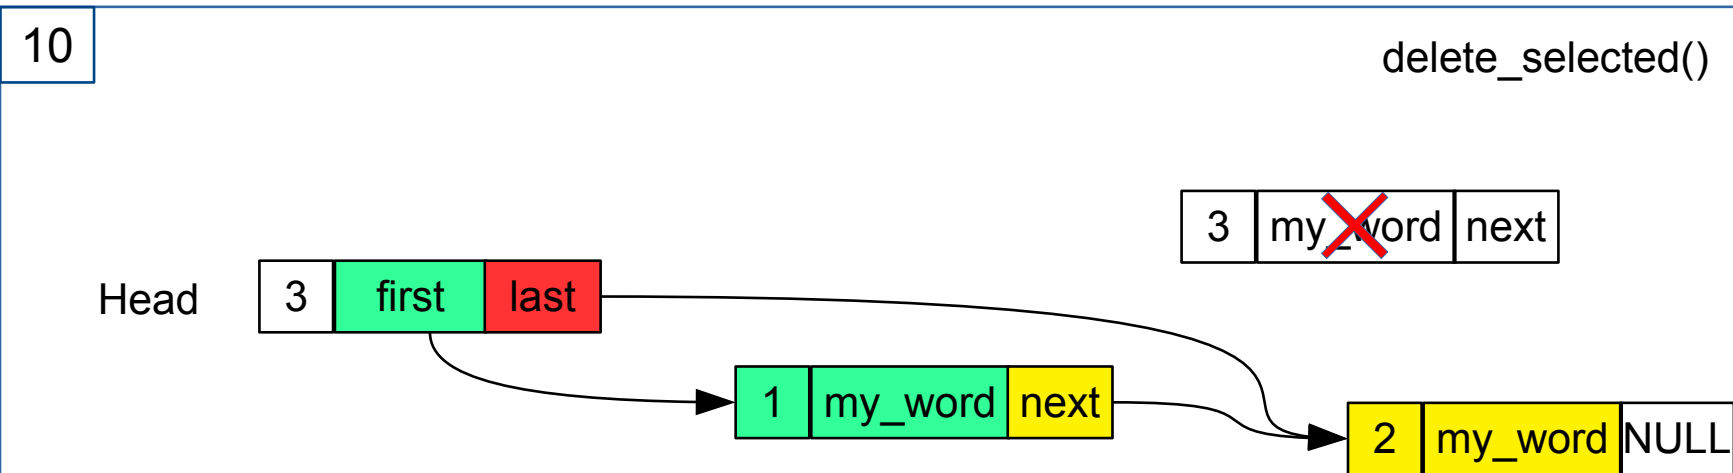 10
delete_selected()
3 my_word next
Head 3 first last
1 my_word next
2 my_word NULL